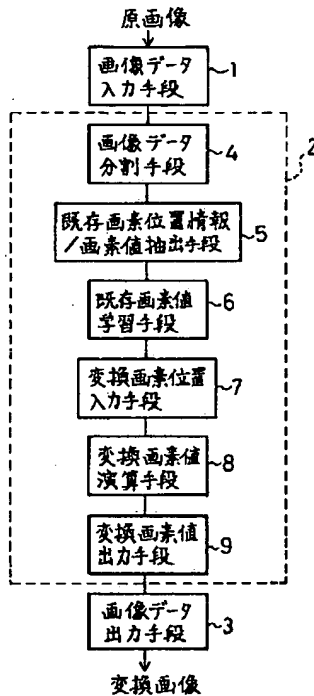 原画像
画像データ
入力手段
1
画像データ
分割手段
4
2
既存画素位置情報
/画素値抽出手段
5
既存画素値
学習手段
6
変換画素位置
入力手段
7
変換画素値
演算手段
8
変換画素値
出力手段
9
画像データ
出力手段
3
変換画像